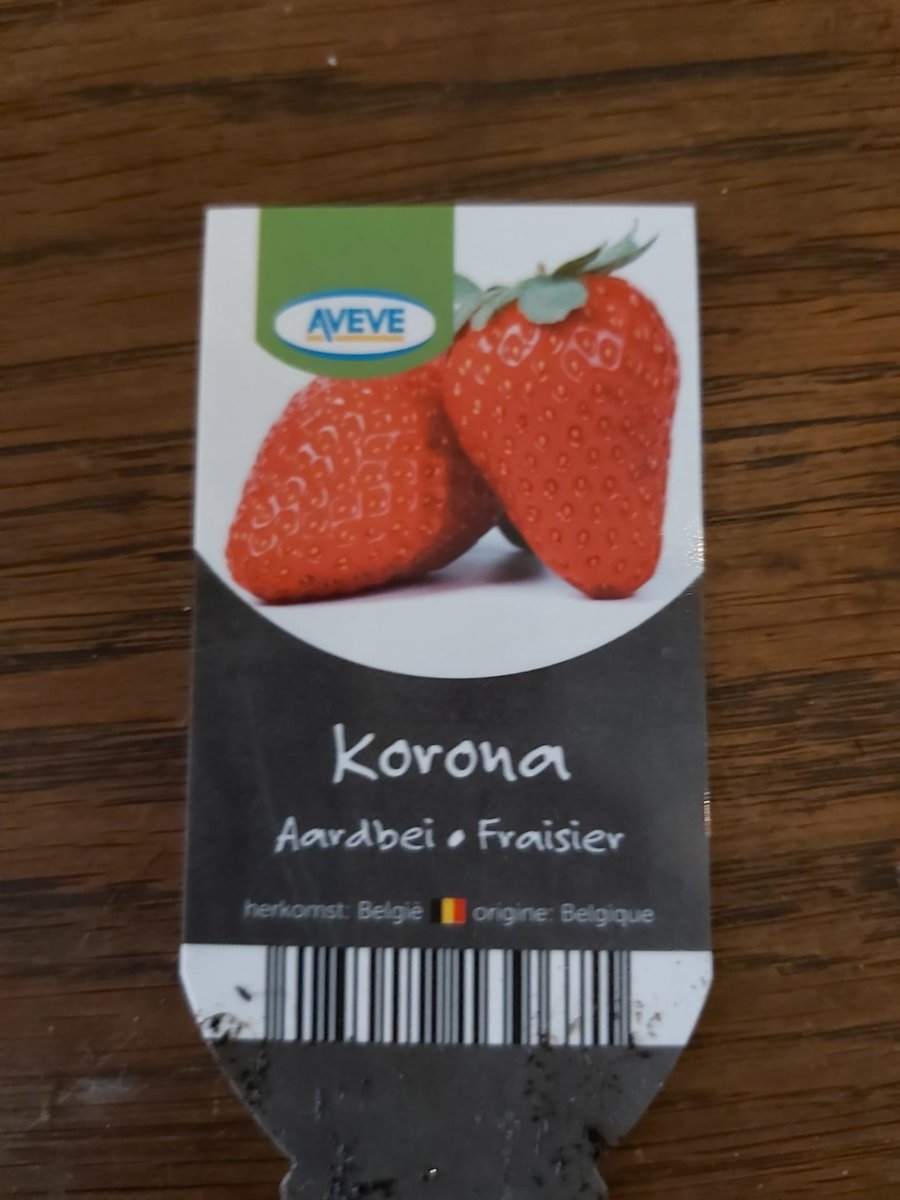 AVEVE
Korona
Aardbei • Fraisier
herkomst: België origine: Belgique